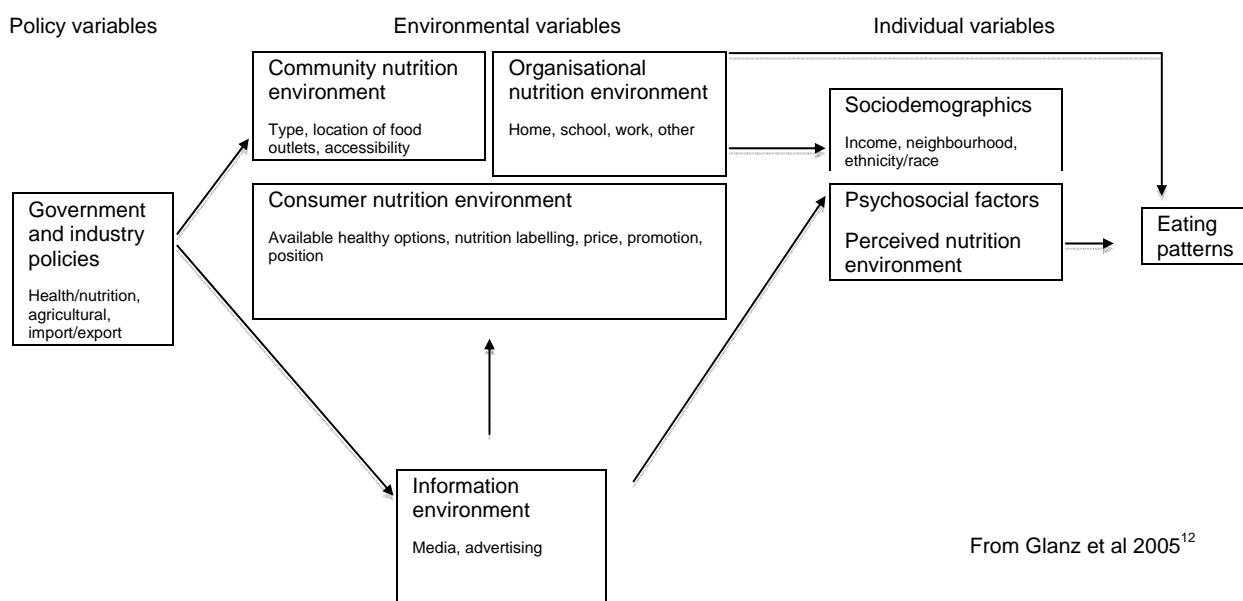 Policy variables
Environmental variables
Individual variables
Community nutrition
environment
Type, location of food
outlets, accessibility
Organisational
nutrition environment
Home, school, work, other
Sociodemographics
Income, neighbourhood,
ethnicity/race
Government
and industry
policies
Health/nutrition,
agricultural,
import/export
Consumer nutrition environment
Available healthy options, nutrition labelling, price, promotion,
position
Psychosocial factors
Perceived nutrition
environment
Eating
patterns
Information
environment
Media, advertising
From Glanz et al 2005¹²